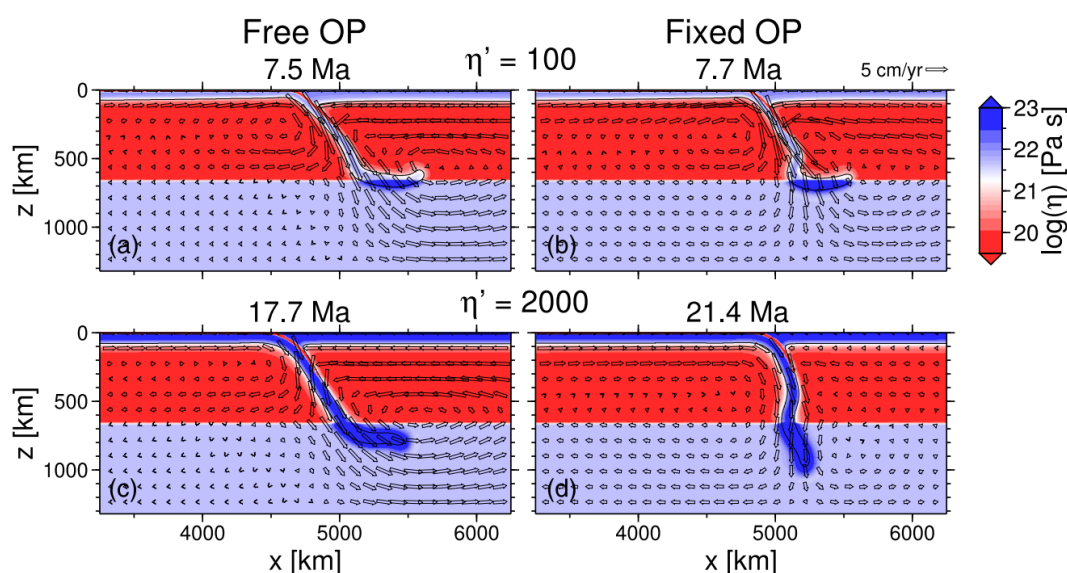 Free OP
Fixed OP
η' = 100
7.5 Ma
7.7 Ma
5 cm/yr
z [km]
0
500
1000
(a)
(b)
23
22
21
20
log(η) [Pa s]
η' = 2000
17.7 Ma
21.4 Ma
z [km]
0
500
1000
(c)
(d)
4000
5000
6000
4000
5000
6000
x [km]
x [km]